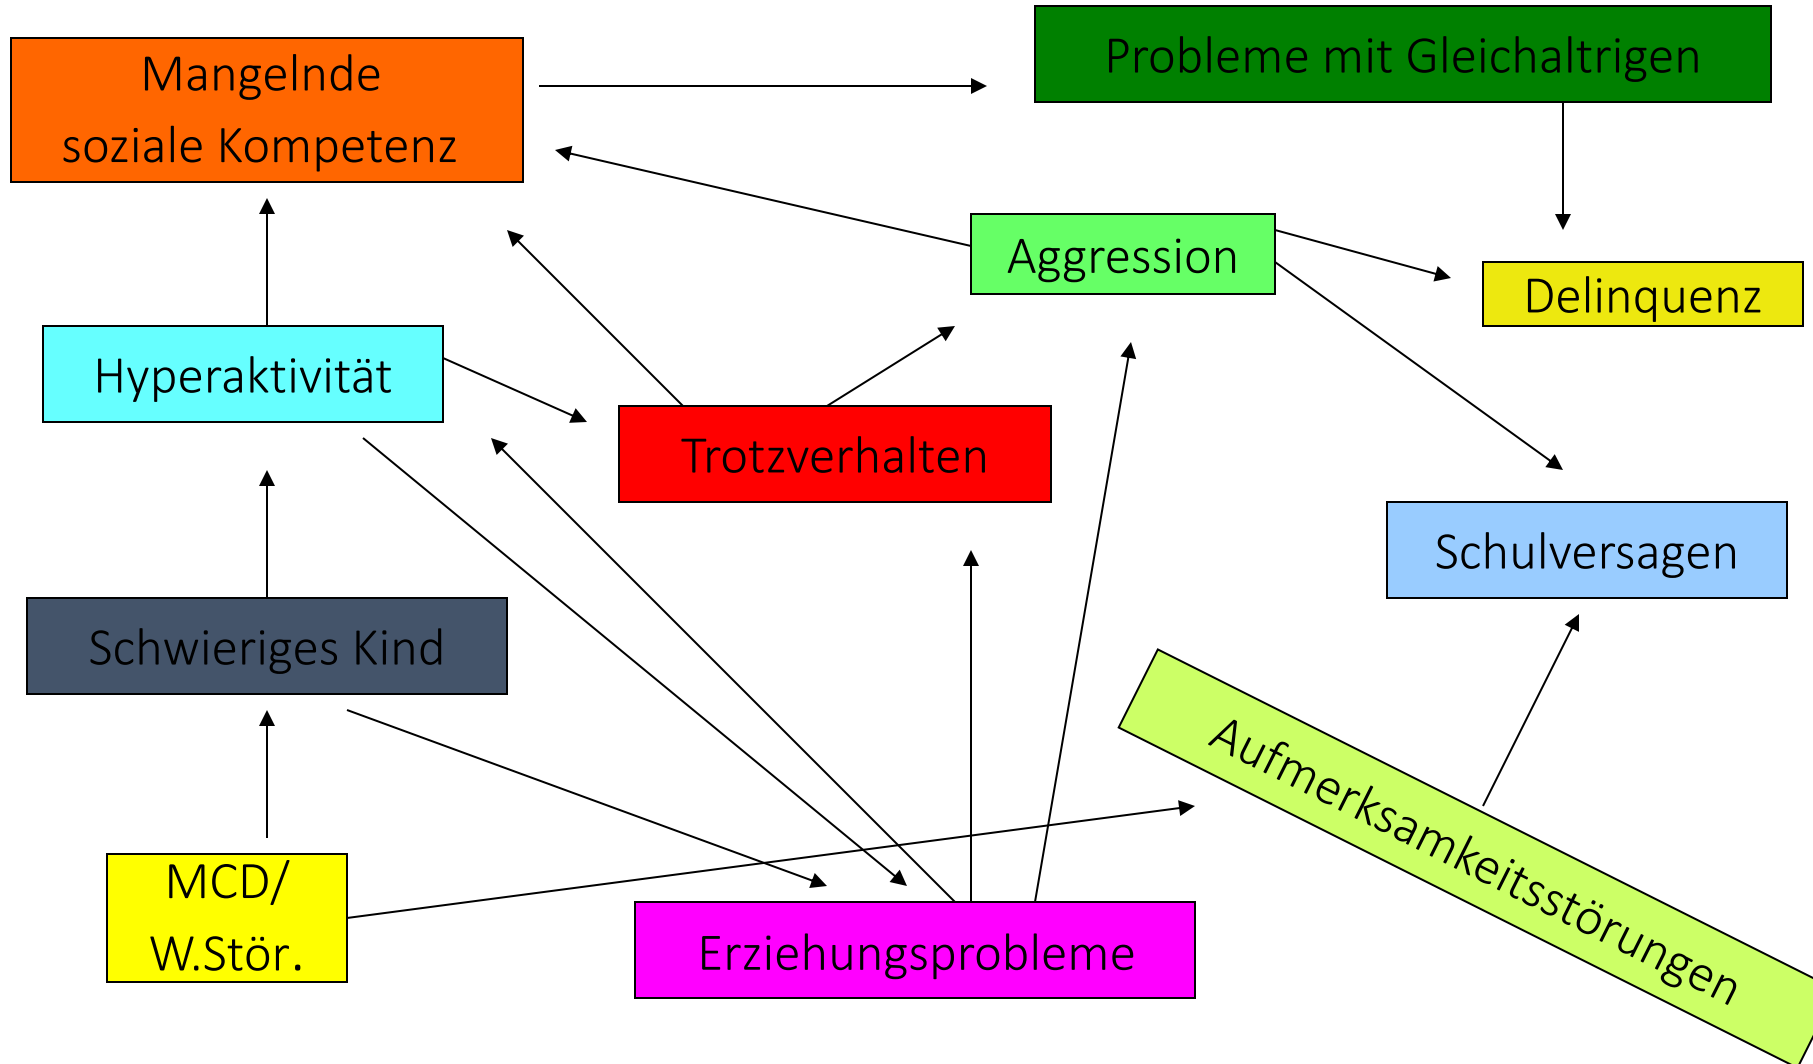 Mangelnde
soziale Kompetenz
Probleme mit Gleichaltrigen
Aggression
Delinquenz
Hyperaktivität
Trotzverhalten
Schulversagen
Schwieriges Kind
Aufmerksamkeitsstörungen
MCD/
W.Stör.
Erziehungsprobleme